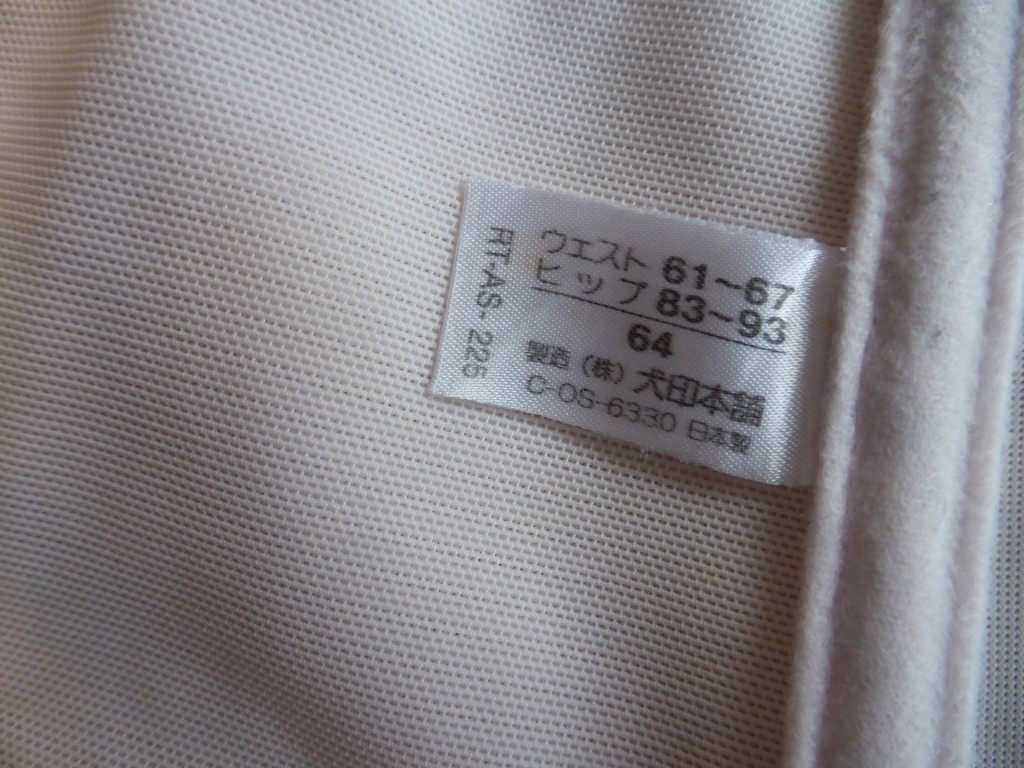 ウエスト 61~67
ヒップ 83~93
64
製造(株)犬印本舗
C-OS-6330 日本製
RT-AS-226